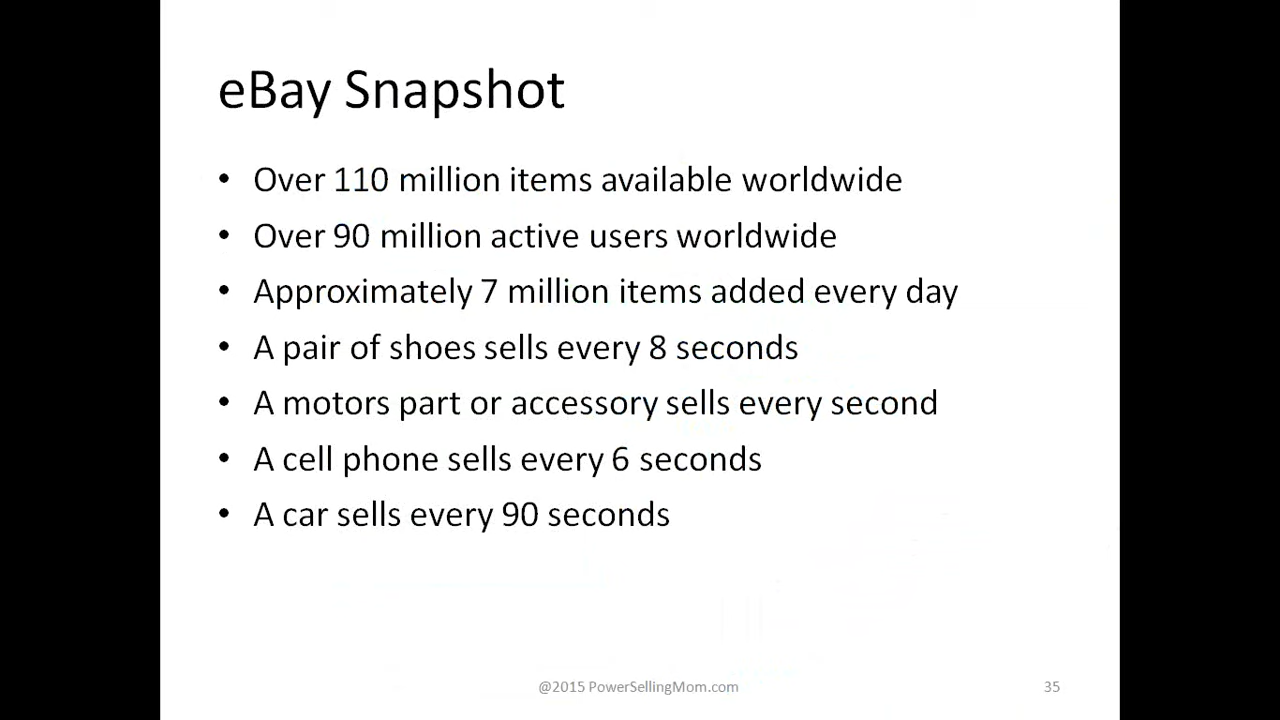 eBay Snapshot
• Over 110 million items available worldwide
• Over 90 million active users worldwide
• Approximately 7 million items added every day
• A pair of shoes sells every 8 seconds
• A motors part or accessory sells every second
• A cell phone sells every 6 seconds
• A car sells every 90 seconds
@2015 PowerSellingMom.com
35